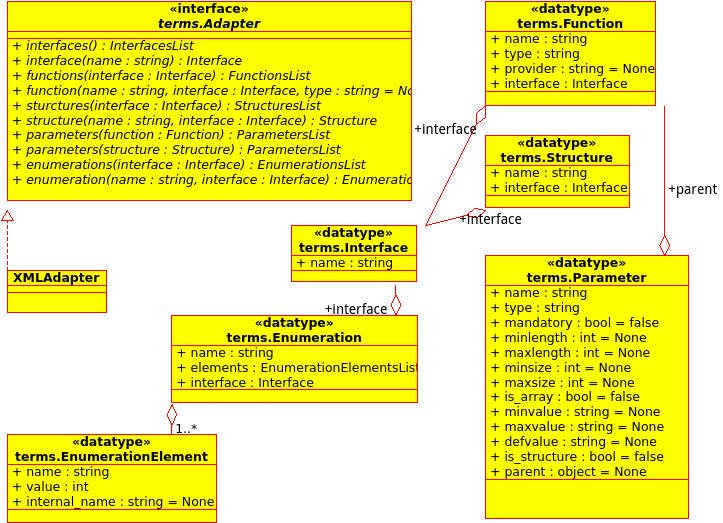 «interface»
terms.Adapter
+ interfaces() : InterfacesList
+ interface(name : string) : Interface
+ functions(interface : Interface) : FunctionsList
+ function(name : string, interface : Interface, type : string = No
+ sturctures(interface : Interface) : StructuresList
+ structure(name : string, interface : Interface) : Structure
+ parameters(function : Function) : ParametersList
+ parameters(structure : Structure) : ParametersList
+ enumerations(interface : Interface) : EnumerationsList
+ enumeration(name : string, interface : Interface) : Enumeratio
«datatype»
terms.Function
+ name : string
+ type : string
+ provider : string = None
+ interface : Interface
+interface
«datatype»
terms.Structure
+ name : string
+ interface : Interface
+interface
+parent
«datatype»
terms.Interface
+ name : string
XMLAdapter
+interface
«datatype»
terms.Enumeration
+ name : string
+ elements : EnumerationElementsList
+ interface : Interface
1..*
«datatype»
terms.EnumerationElement
+ name : string
+ value : int
+ internal_name : string = None
«datatype»
terms.Parameter
+ name : string
+ type : string
+ mandatory : bool = false
+ minlength : int = None
+ maxlength : int = None
+ minsize : int = None
+ maxsize : int = None
+ is_array : bool = false
+ minvalue : string = None
+ maxvalue : string = None
+ defvalue : string = None
+ is_structure : bool = false
+ parent : object = None